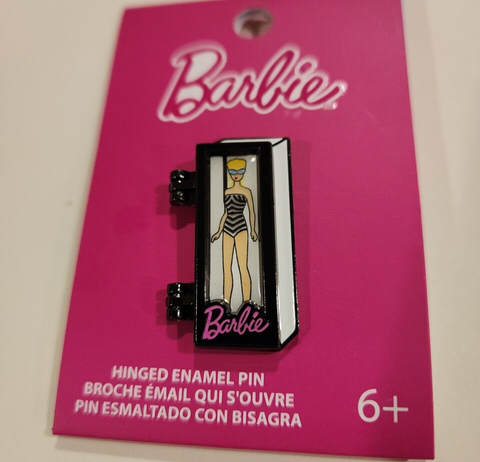 Barbie
Barbie
HINGED ENAMEL PIN
BROCHE ÉMAIL QUI S'OUVRE
PIN ESMALTADO CON BISAGRA
6+